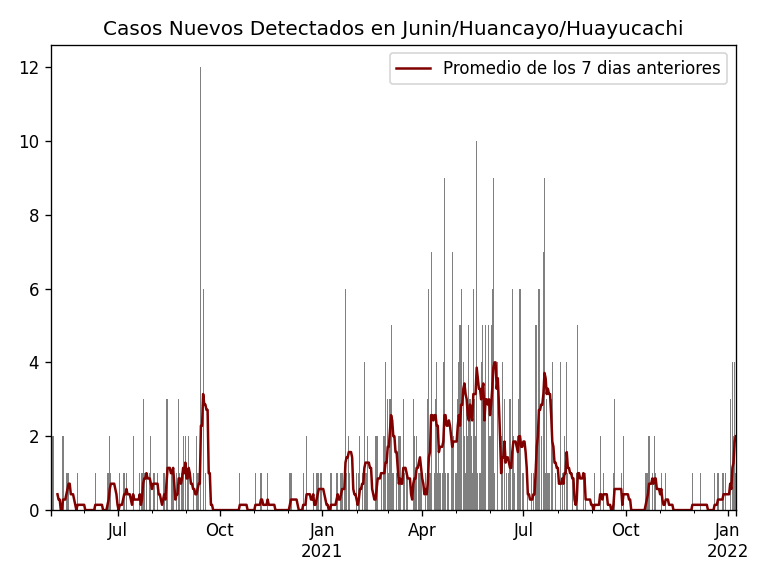 Casos Nuevos Detectados en Junin/Huancayo/Huayucachi
Promedio de los 7 dias anteriores
12
10
8
6
4
2
0
Jul
Oct
Jan
2021
Apr
Jul
Oct
Jan
2022